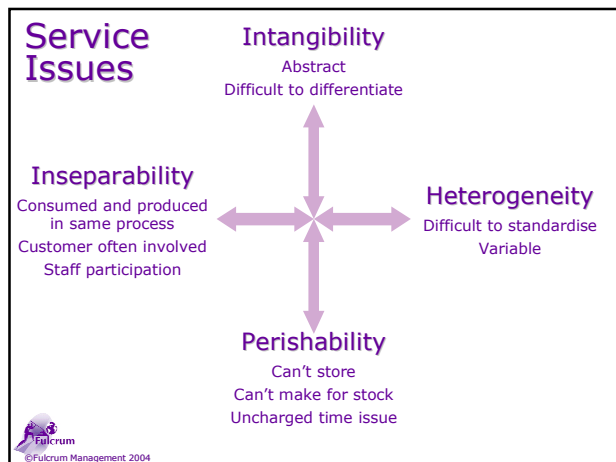 Service
Issues
Intangibility
Abstract
Difficult to differentiate
Inseparability
Consumed and produced
in same process
Customer often involved
Staff participation
Heterogeneity
Difficult to standardise
Variable
Perishability
Can't store
Can't make for stock
Uncharged time issue
Fulcrum
©Fulcrum Management 2004